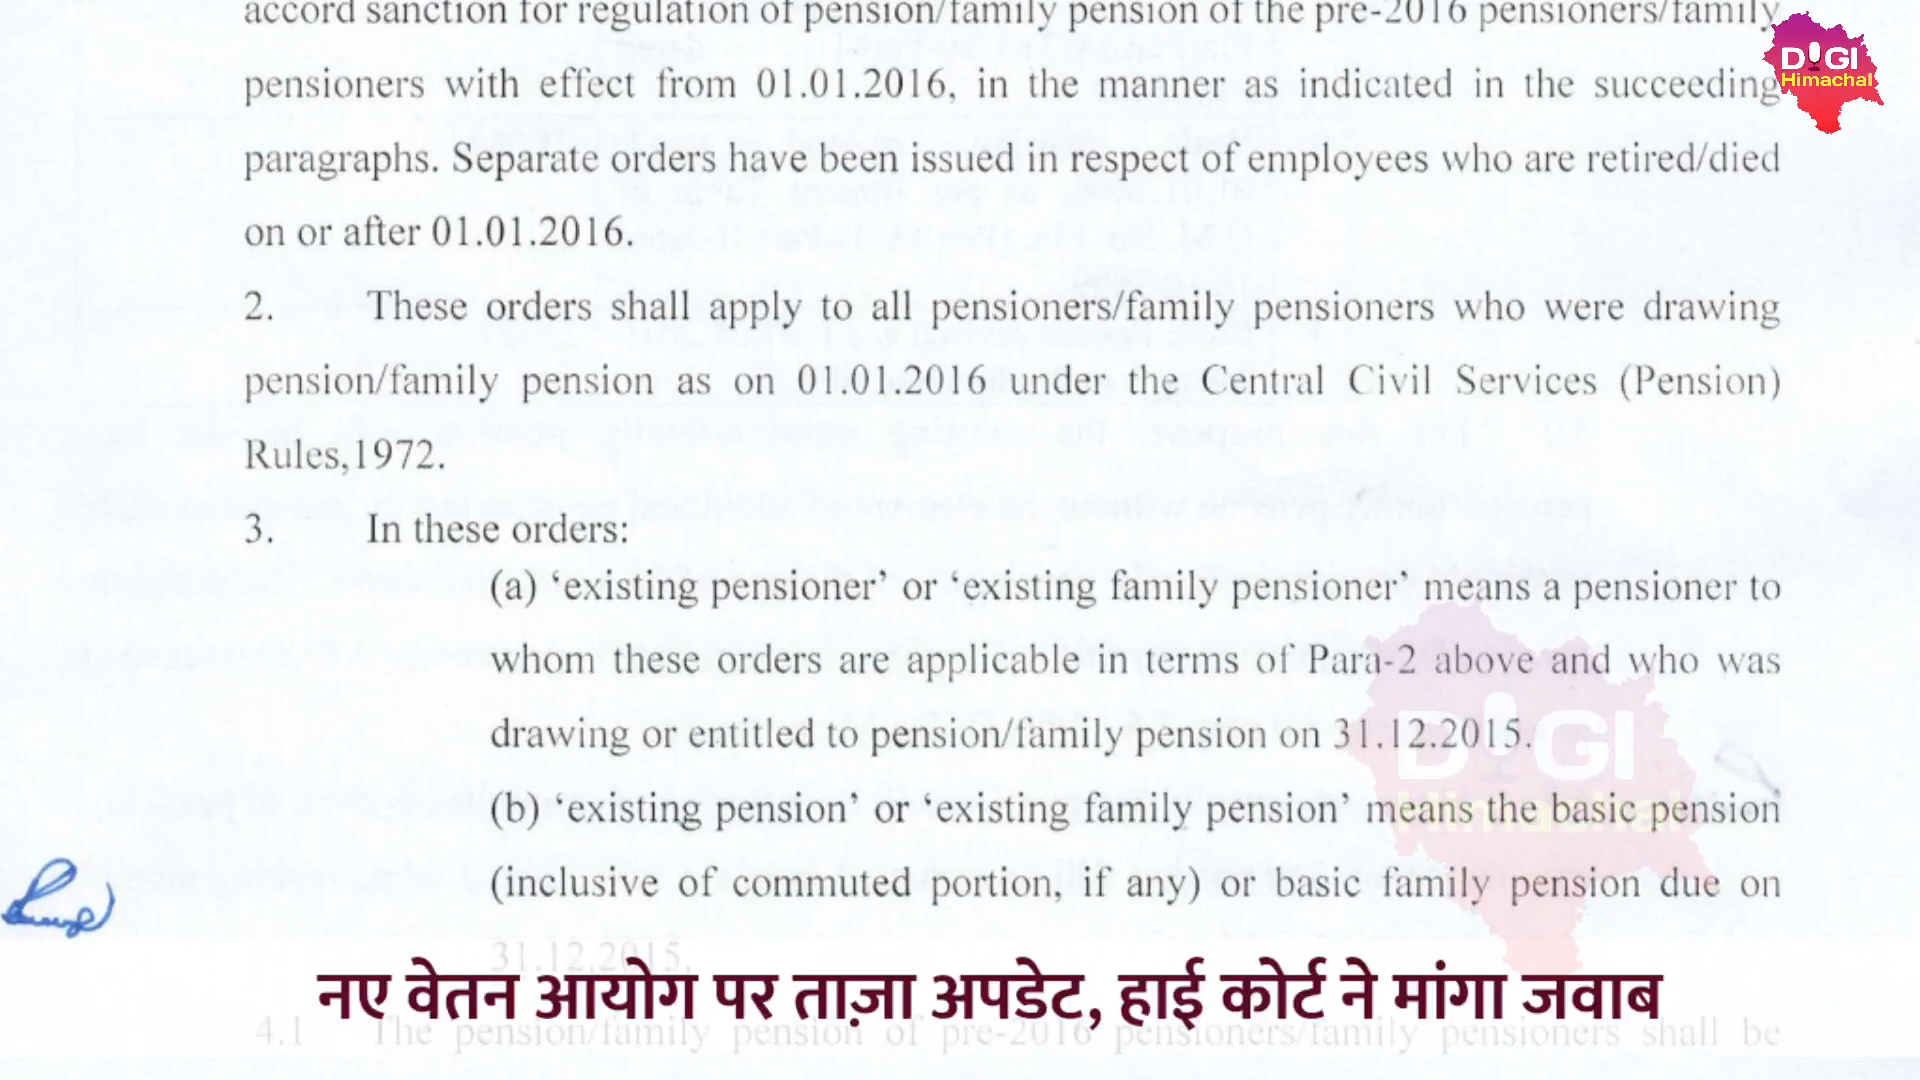 accord sanction for regulation of pension/family pension of the pre-2016 pensioners/family
DIGI
Himachal
pensioners with effect from 01.01.2016, in the manner as indicated in the succeeding
paragraphs. Separate orders have been issued in respect of employees who are retired/died
on or after 01.01.2016.
2. These orders shall apply to all pensioners/family pensioners who were drawing
pension/family pension as on 01.01.2016 under the Central Civil Services (Pension)
Rules,1972.
3. In these orders:
(a) ‘existing pensioner’ or ‘existing family pensioner’ means a pensioner to
whom these orders are applicable in terms of Para-2 above and who was
drawing or entitled to pension/family pension on 31.12.2015.
DIGI
Himachal
(b) ‘existing pension’ or ‘existing family pension’ means the basic pension
(inclusive of commuted portion, if any) or basic family pension due on
31.12.2015.
नए वेतन आयोग पर ताज़ा अपडेट, हाई कोर्ट ने मांगा जवाब
4.1 The pension/family pension of pre-2016 pensioners/family pensioners shall be